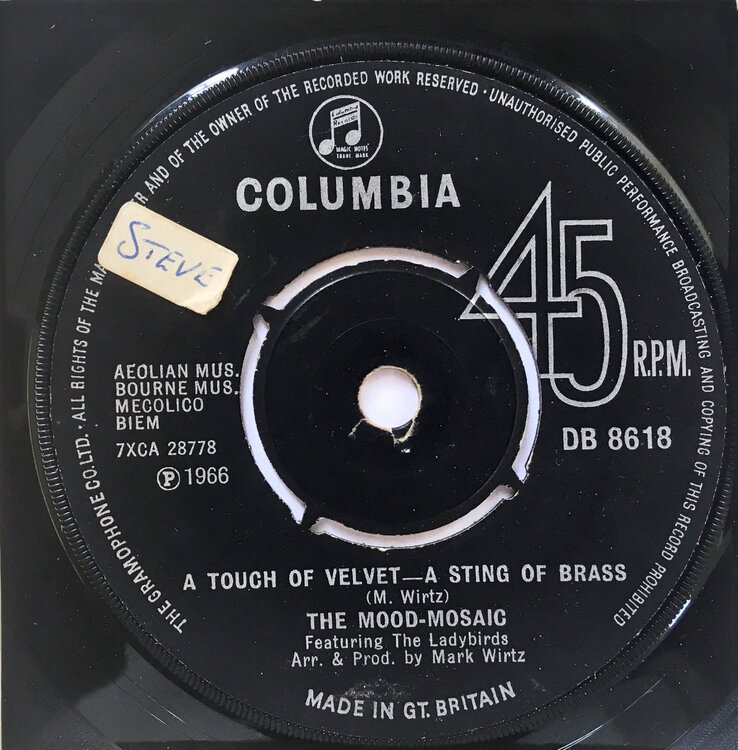 THE GRAMOPHONE CO. LTD. · ALL RIGHTS OF THE MA R AND OF THE OWNER OF THE RECORDED WORK RESERVED · UNAUTHORISED PUBLIC PERFORMANCE BROADCASTING AND COPYING OF THIS RECORD PROHIBITED
Columbia
Records
MAGIC NOTES
TRADE MARK
COLUMBIA
STEVE
45
R.P.M.
AEOLIAN MUS.
BOURNE MUS.
MECOLICO
BIEM
7XCA 28778
Ⓟ 1966
DB 8618
A TOUCH OF VELVET—A STING OF BRASS
(M. Wirtz)
THE MOOD-MOSAIC
Featuring The Ladybirds
Arr. & Prod. by Mark Wirtz
MADE IN GT. BRITAIN